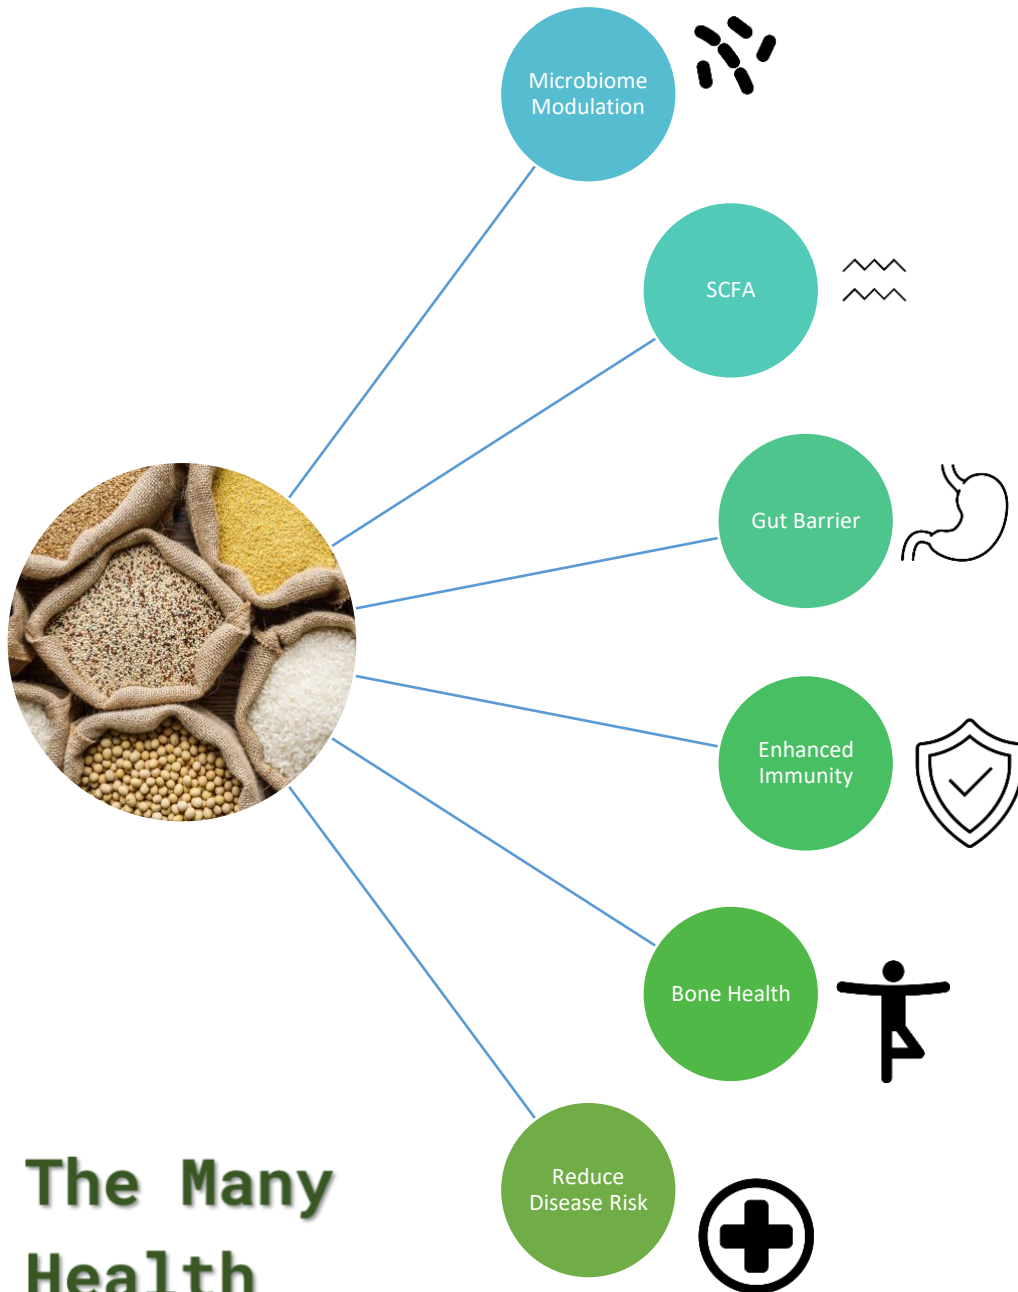 Microbiome
Modulation
SCFA
Gut Barrier
Enhanced
Immunity
Bone Health
Reduce
Disease Risk
The Many
Health